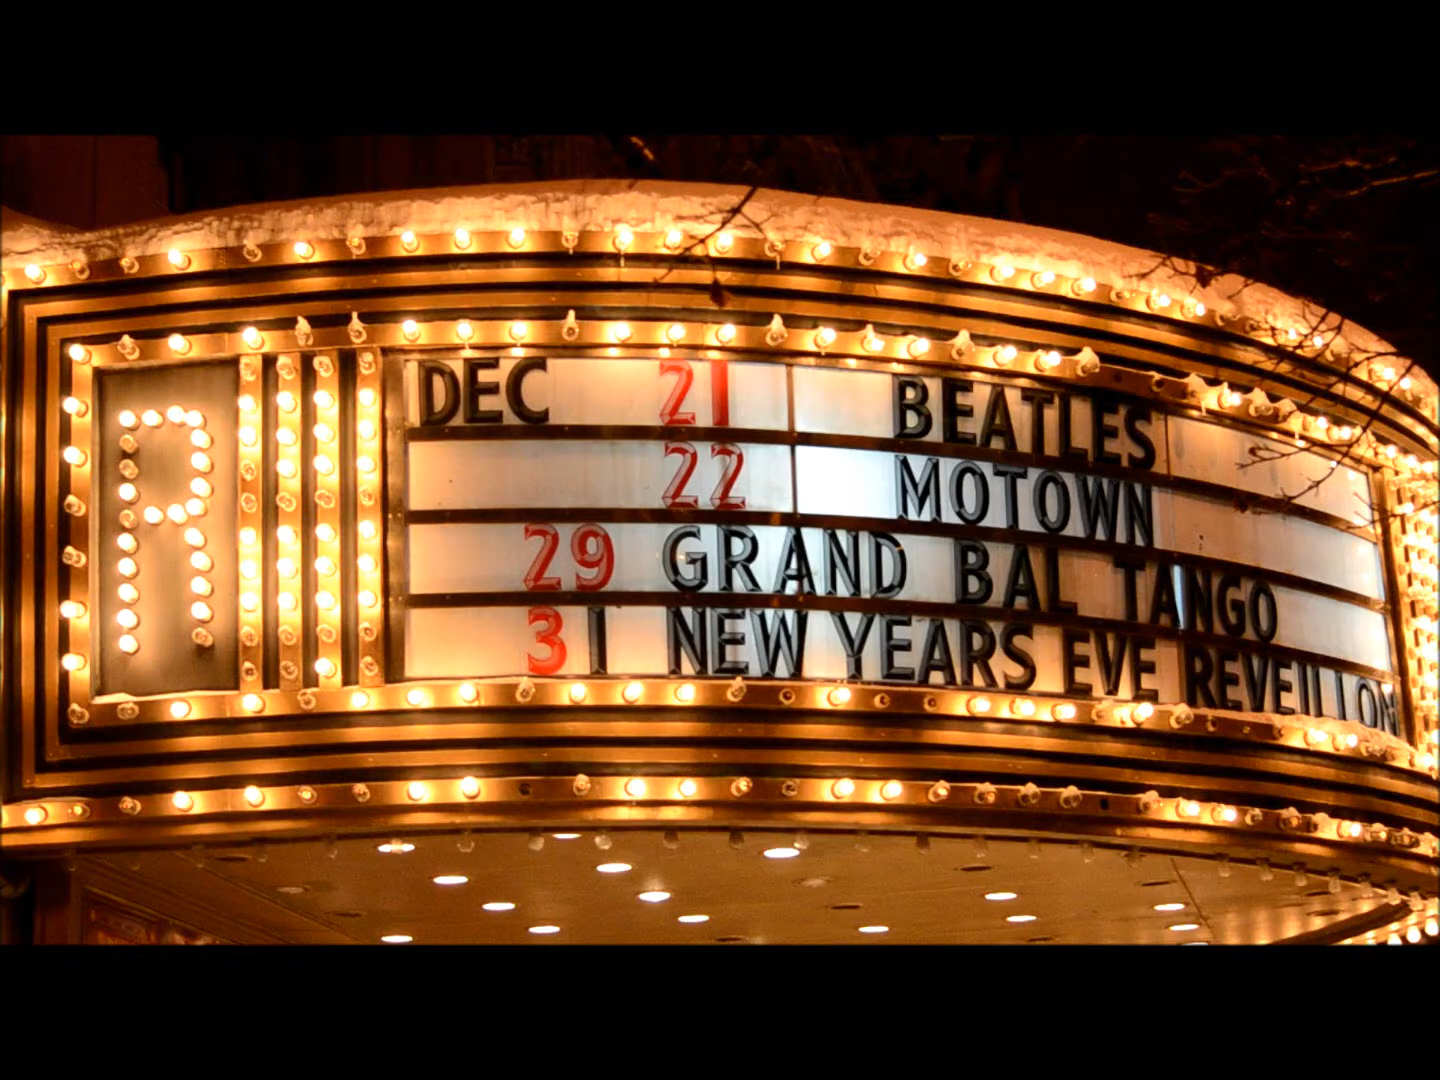 R
DEC 21 BEATLES
22 MOTOWN
29 GRAND BAL TANGO
31 NEW YEARS EVE REVEILLON